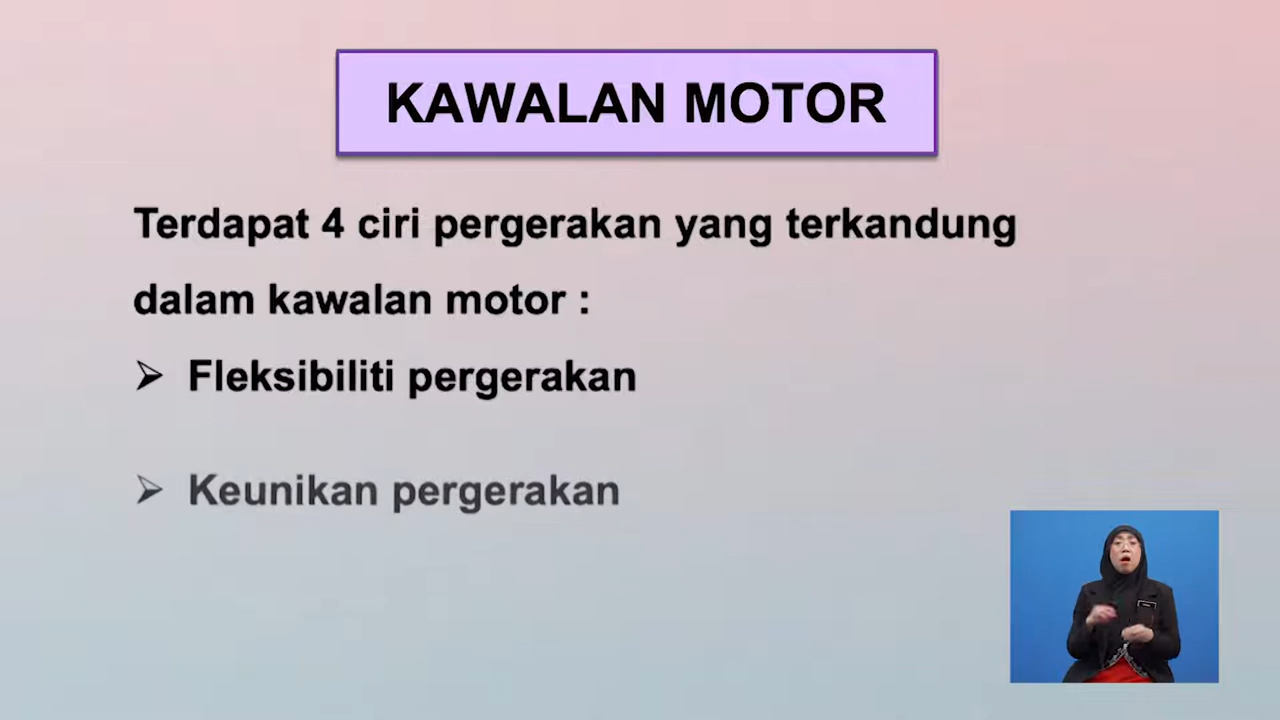 KAWALAN MOTOR
Terdapat 4 ciri pergerakan yang terkandung
dalam kawalan motor :
➢ Fleksibiliti pergerakan
➢ Keunikan pergerakan